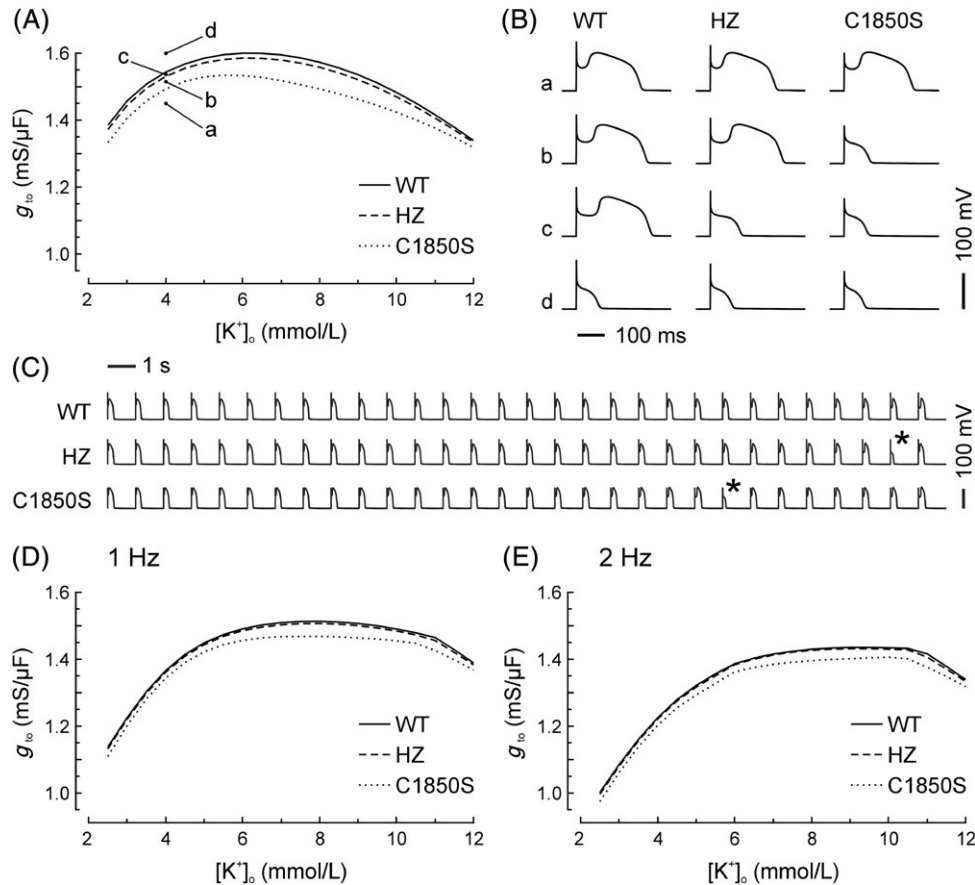 (A)
1.6
1.4
1.2
1.0
g_to (mS/µF)
d
c
b
a
WT
HZ
C1850S
2 4 6 8 10 12
[K⁺]ₒ (mmol/L)
(B)
WT HZ C1850S
a
b
c
d
100 mV
100 ms
(C)
1 s
WT
HZ
C1850S
*
*
100 mV
(D) 1 Hz
1.6
1.4
1.2
1.0
g_to (mS/µF)
WT
HZ
C1850S
2 4 6 8 10 12
[K⁺]ₒ (mmol/L)
(E) 2 Hz
1.6
1.4
1.2
1.0
g_to (mS/µF)
WT
HZ
C1850S
2 4 6 8 10 12
[K⁺]ₒ (mmol/L)